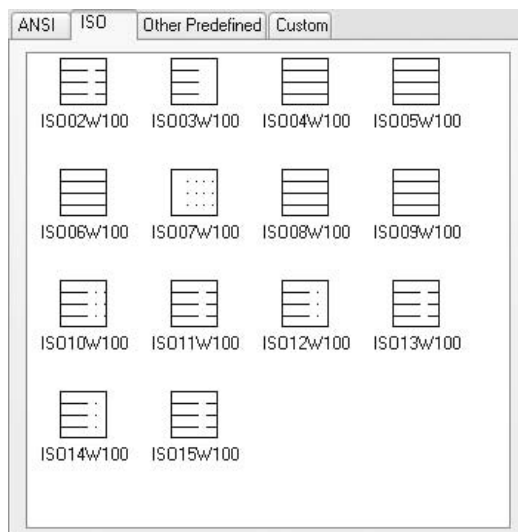 ANSI ISO Other Predefined Custom
ISO02W100 ISO03W100 ISO04W100 ISO05W100
ISO06W100 ISO07W100 ISO08W100 ISO09W100
ISO10W100 ISO11W100 ISO12W100 ISO13W100
ISO14W100 ISO15W100